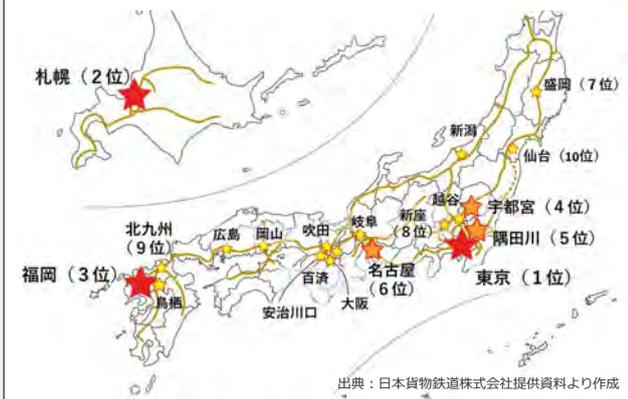 札幌（２位）
盛岡（７位）
新潟
仙台（10位）
越谷
宇都宮（４位）
新座
（８位）
隅田川（５位）
岐阜
吹田
岡山
広島
北九州
（９位）
福岡（３位）
鳥栖
百済
名古屋
（６位）
東京（１位）
安治川口
大阪
出典：日本貨物鉄道株式会社提供資料より作成